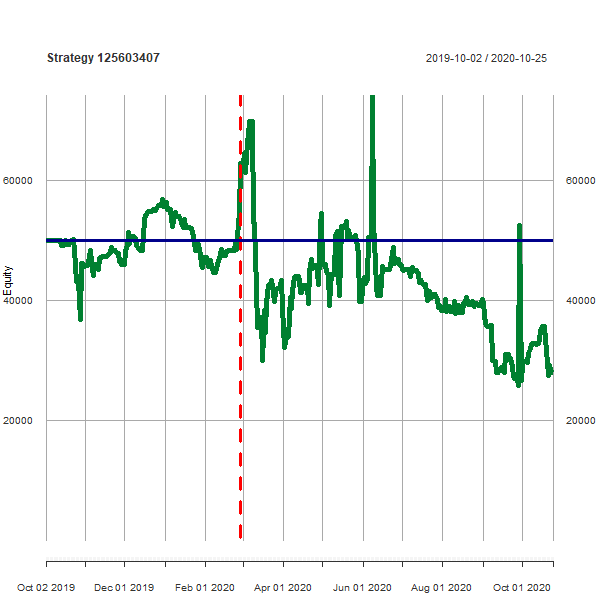 Strategy 125603407
2019-10-02 / 2020-10-25
60000
60000
40000
40000
20000
20000
Equity
Oct 02 2019
Dec 01 2019
Feb 01 2020
Apr 01 2020
Jun 01 2020
Aug 01 2020
Oct 01 2020